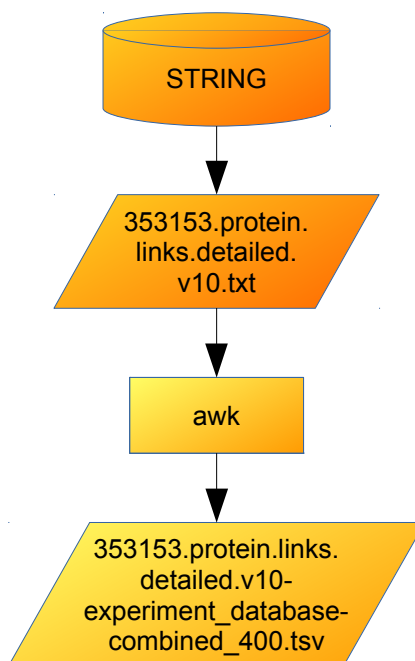 STRING
353153.protein.
links.detailed.
v10.txt
awk
353153.protein.links.
detailed.v10-
experiment_database-
combined_400.tsv